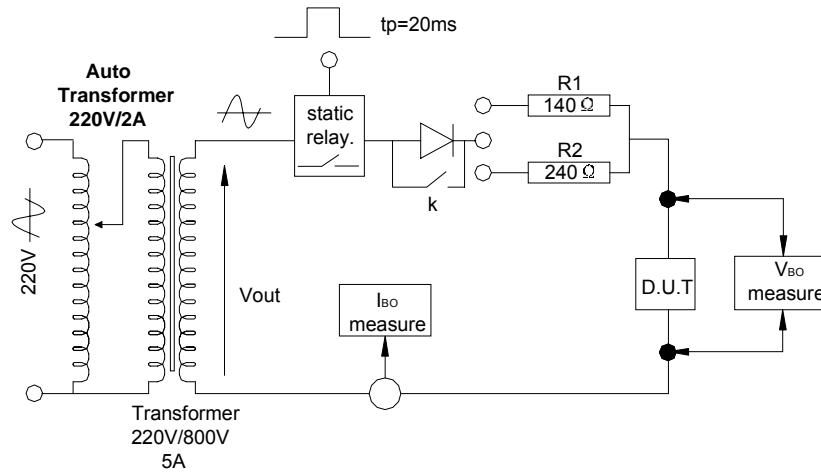 tp=20ms
Auto
Transformer
220V/2A
static
relay.
R1
140 Ω
R2
240 Ω
k
220V
Vout
IBO
measure
D.U.T
VBO
measure
Transformer
220V/800V
5A